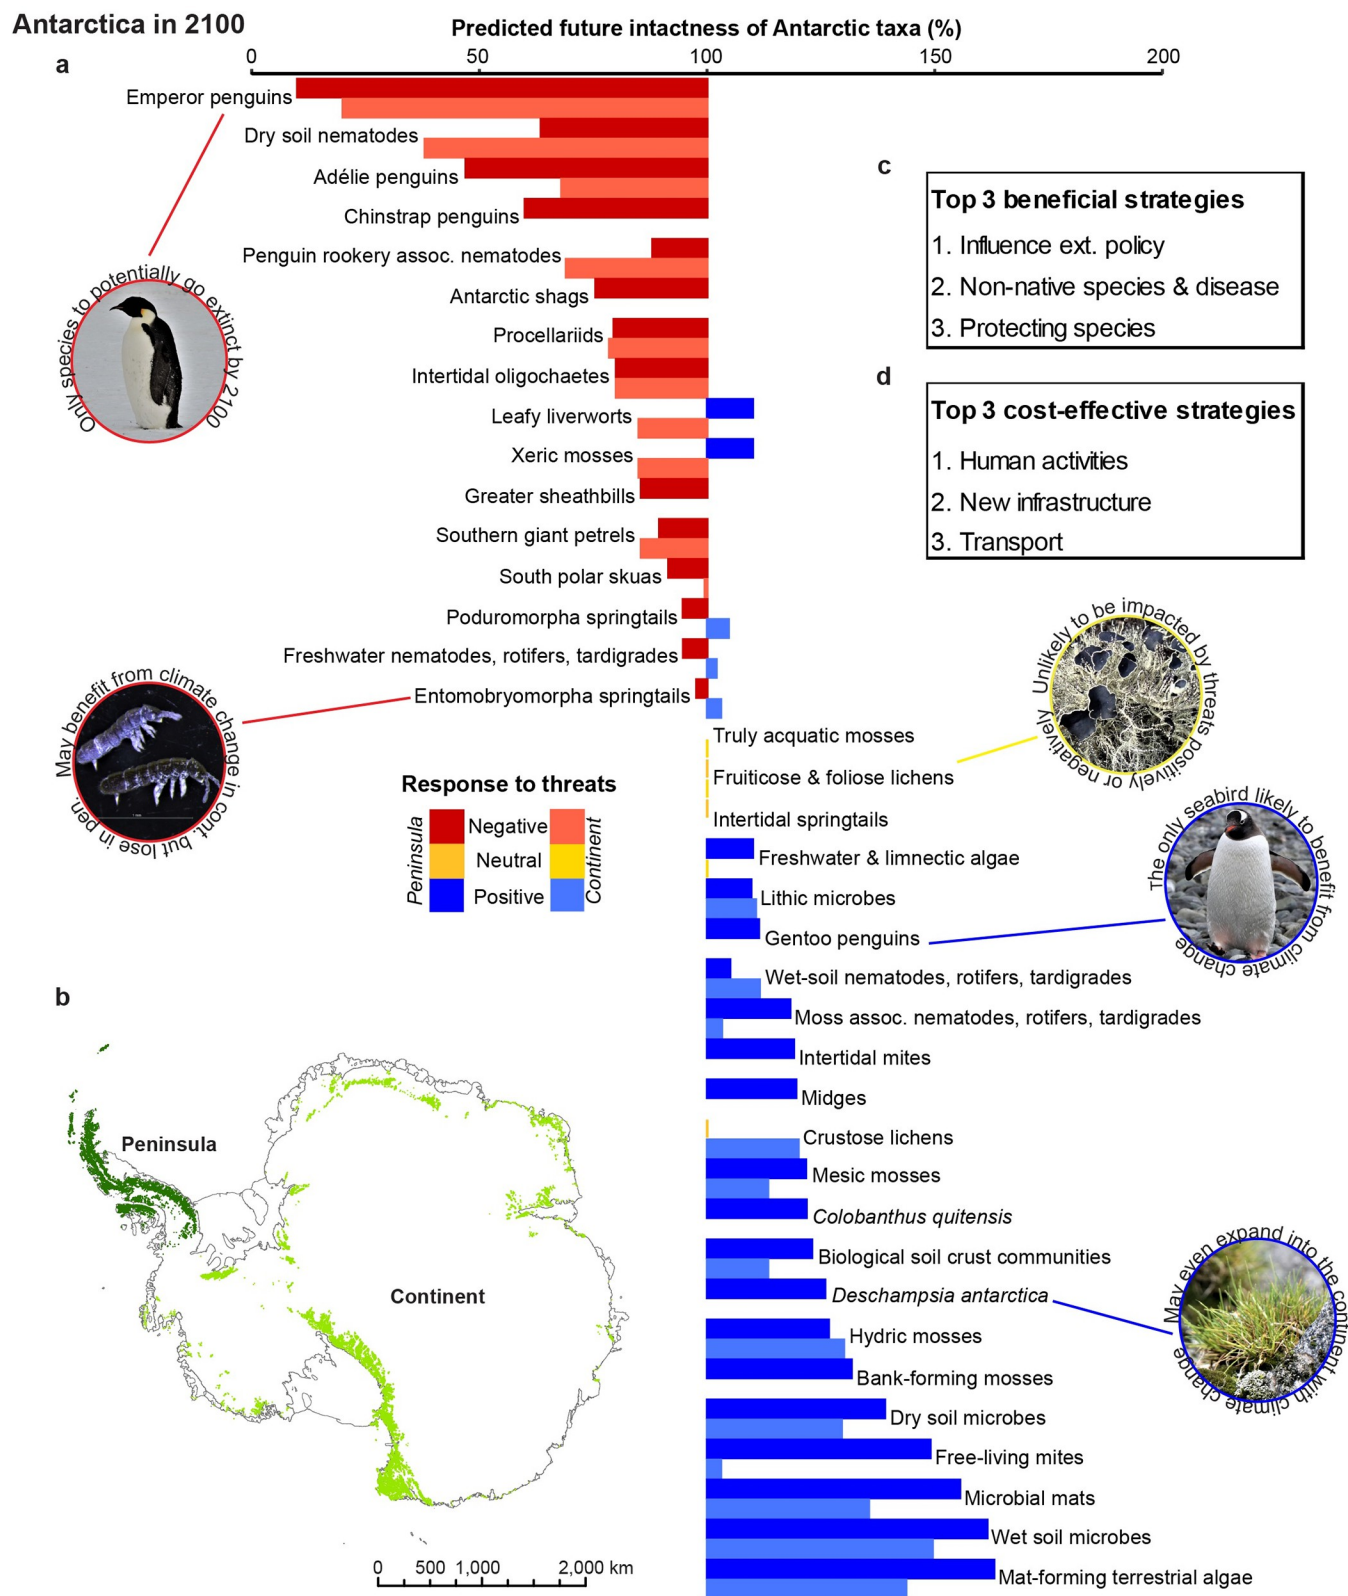 Antarctica in 2100
Predicted future intactness of Antarctic taxa (%)
0 50 100 150 200
a
Emperor penguins
Dry soil nematodes
Adélie penguins
Chinstrap penguins
Penguin rookery assoc. nematodes
Antarctic shags
Procellariids
Intertidal oligochaetes
Leafy liverworts
Xeric mosses
Greater sheathbills
Southern giant petrels
South polar skuas
Poduromorpha springtails
Freshwater nematodes, rotifers, tardigrades
Entomobryomorpha springtails
Truly acquatic mosses
Fruiticose & foliose lichens
Intertidal springtails
Freshwater & limnectic algae
Lithic microbes
Gentoo penguins
Wet-soil nematodes, rotifers, tardigrades
Moss assoc. nematodes, rotifers, tardigrades
Intertidal mites
Midges
Crustose lichens
Mesic mosses
Colobanthus quitensis
Biological soil crust communities
Deschampsia antarctica
Hydric mosses
Bank-forming mosses
Dry soil microbes
Free-living mites
Microbial mats
Wet soil microbes
Mat-forming terrestrial algae
Only species to potentially go extinct by 2100
May benefit from climate change in cont. but lose in pen.
Unlikely to be impacted by threats positively or negatively
The only seabird likely to benefit from climate change
May even expand into the continent with climate change
Response to threats
Peninsula
Negative
Neutral
Positive
Continent
c
Top 3 beneficial strategies
1. Influence ext. policy
2. Non-native species & disease
3. Protecting species
d
Top 3 cost-effective strategies
1. Human activities
2. New infrastructure
3. Transport
b
Peninsula
Continent
0 500 1,000 2,000 km